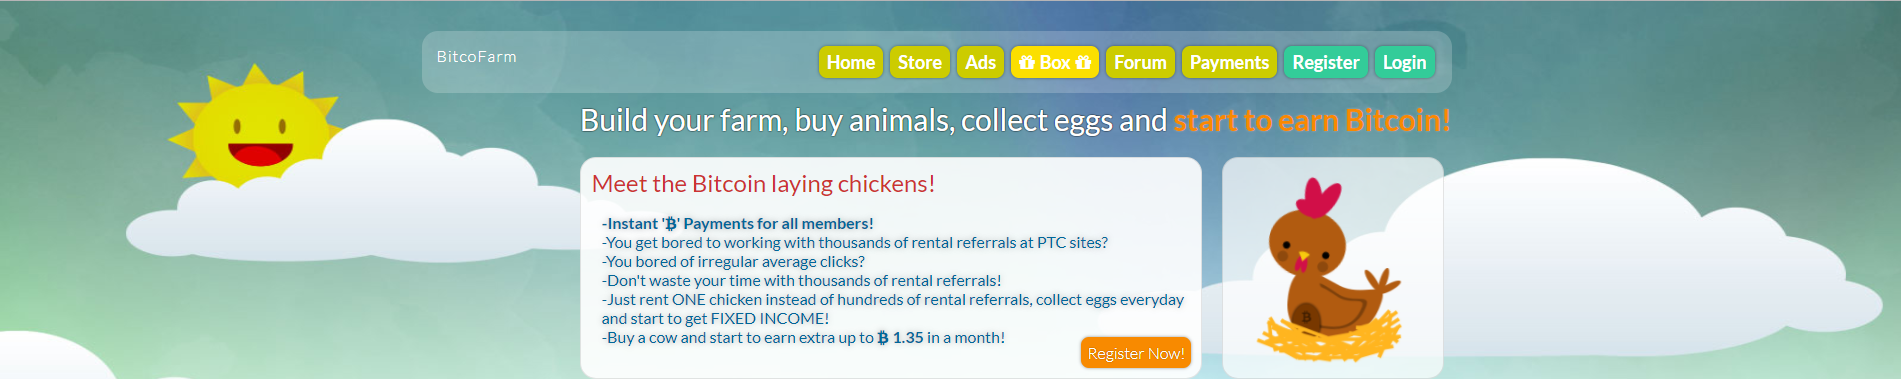 BitcoFarm
Home Store Ads Box Forum Payments Register Login
Build your farm, buy animals, collect eggs and start to earn Bitcoin!
Meet the Bitcoin laying chickens!
-Instant '₿' Payments for all members!
-You get bored to working with thousands of rental referrals at PTC sites?
-You bored of irregular average clicks?
-Don't waste your time with thousands of rental referrals!
-Just rent ONE chicken instead of hundreds of rental referrals, collect eggs everyday
and start to get FIXED INCOME!
-Buy a cow and start to earn extra up to ₿ 1.35 in a month!
Register Now!
₿